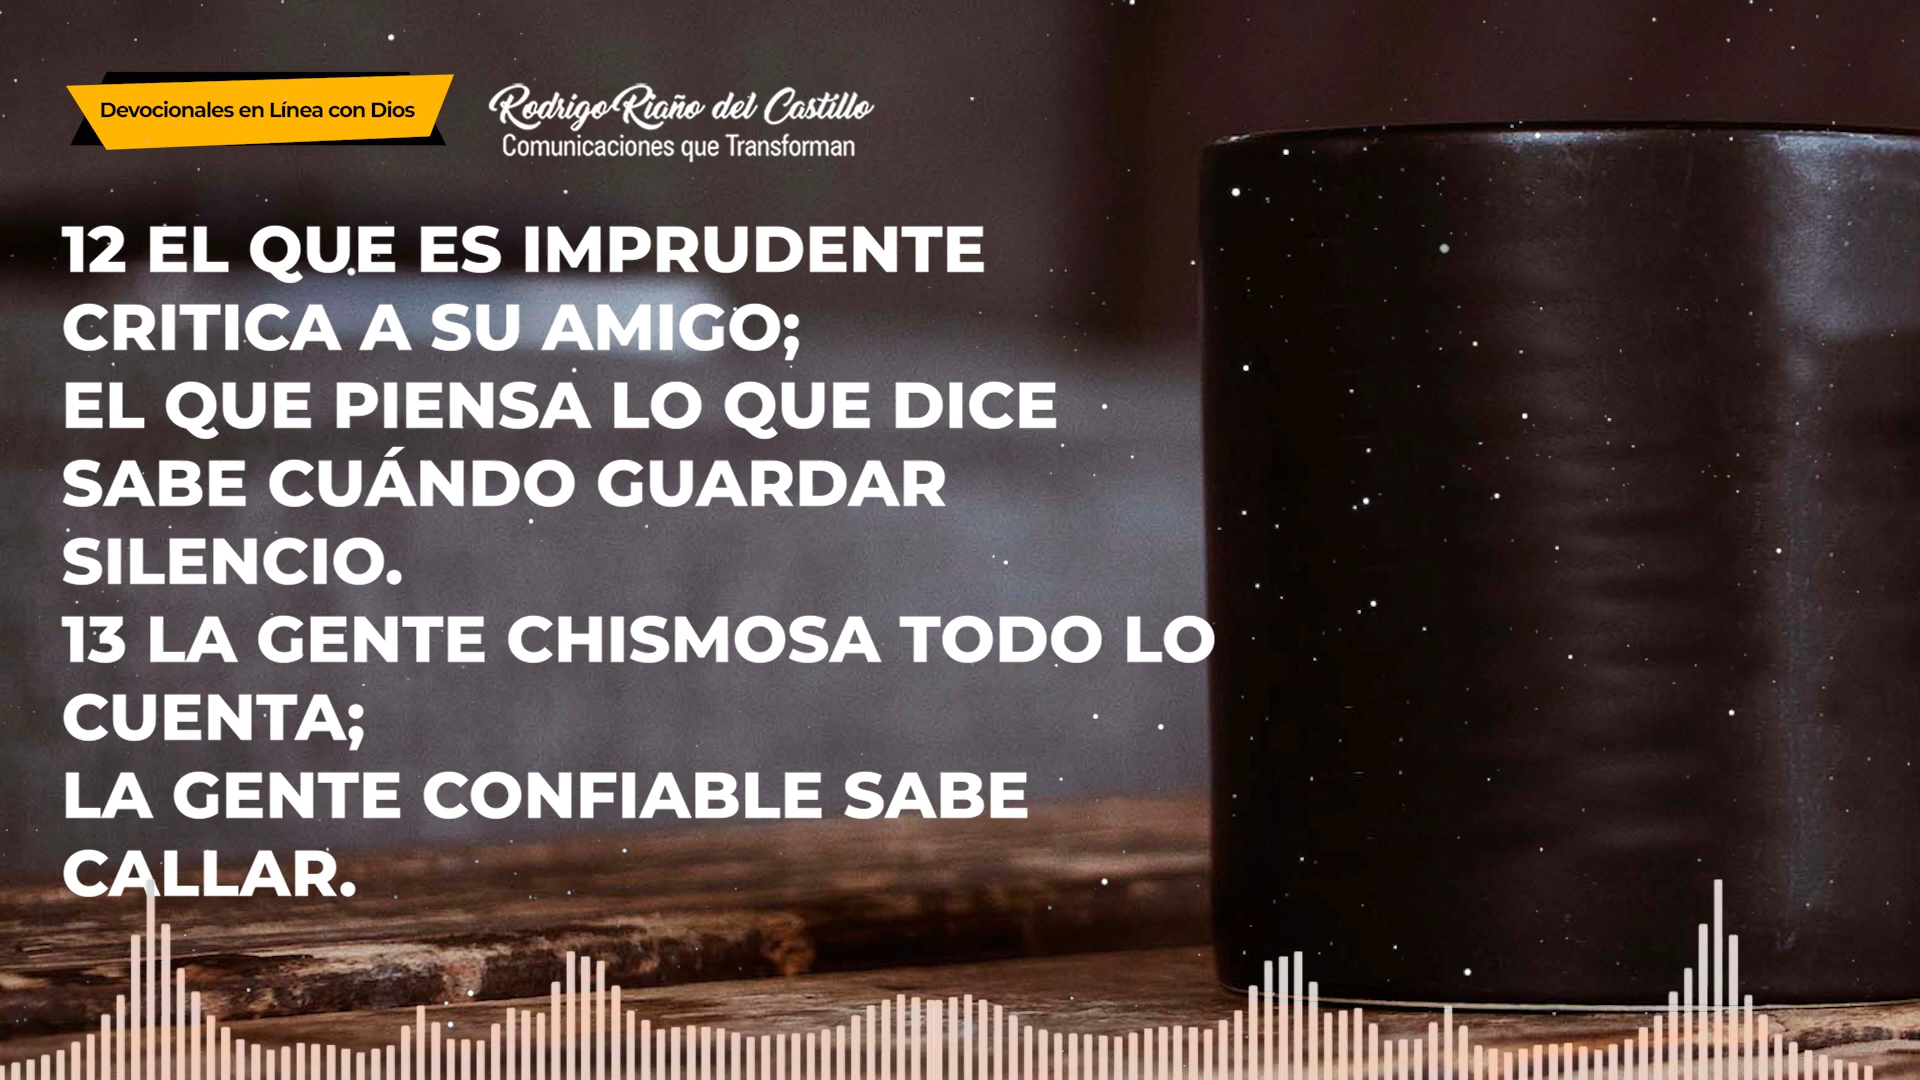 Devocionales en Línea con Dios
Rodrigo Riaño del Castillo
Comunicaciones que Transforman
12 EL QUE ES IMPRUDENTE
CRITICA A SU AMIGO;
EL QUE PIENSA LO QUE DICE
SABE CUÁNDO GUARDAR
SILENCIO.
13 LA GENTE CHISMOSA TODO LO
CUENTA;
LA GENTE CONFIABLE SABE
CALLAR.